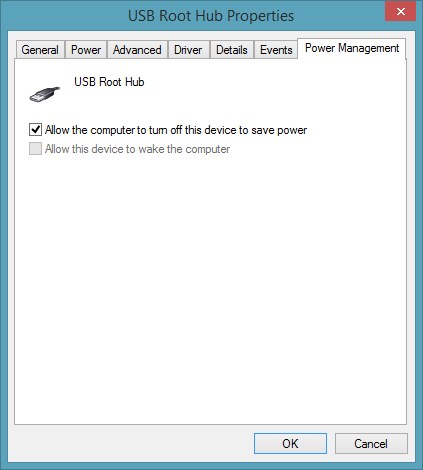 USB Root Hub Properties
General Power Advanced Driver Details Events Power Management
USB Root Hub
Allow the computer to turn off this device to save power
Allow this device to wake the computer
OK Cancel